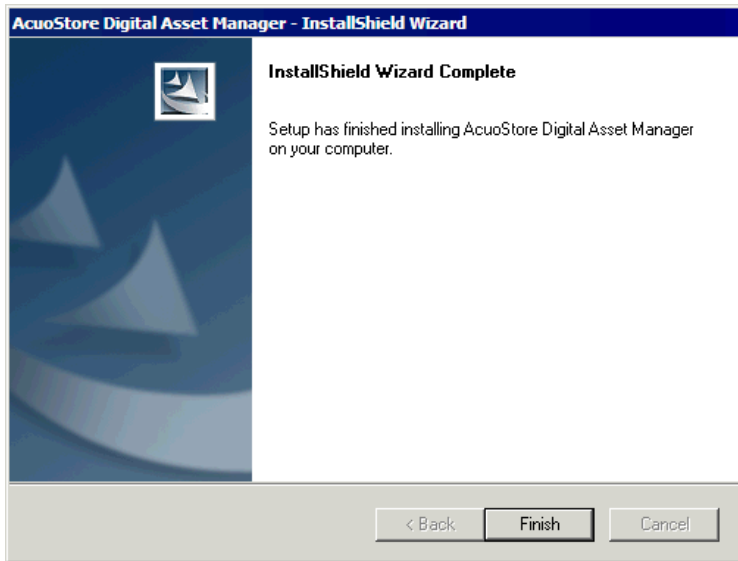 AcuoStore Digital Asset Manager - InstallShield Wizard
InstallShield Wizard Complete
Setup has finished installing AcuoStore Digital Asset Manager
on your computer.
< Back Finish Cancel